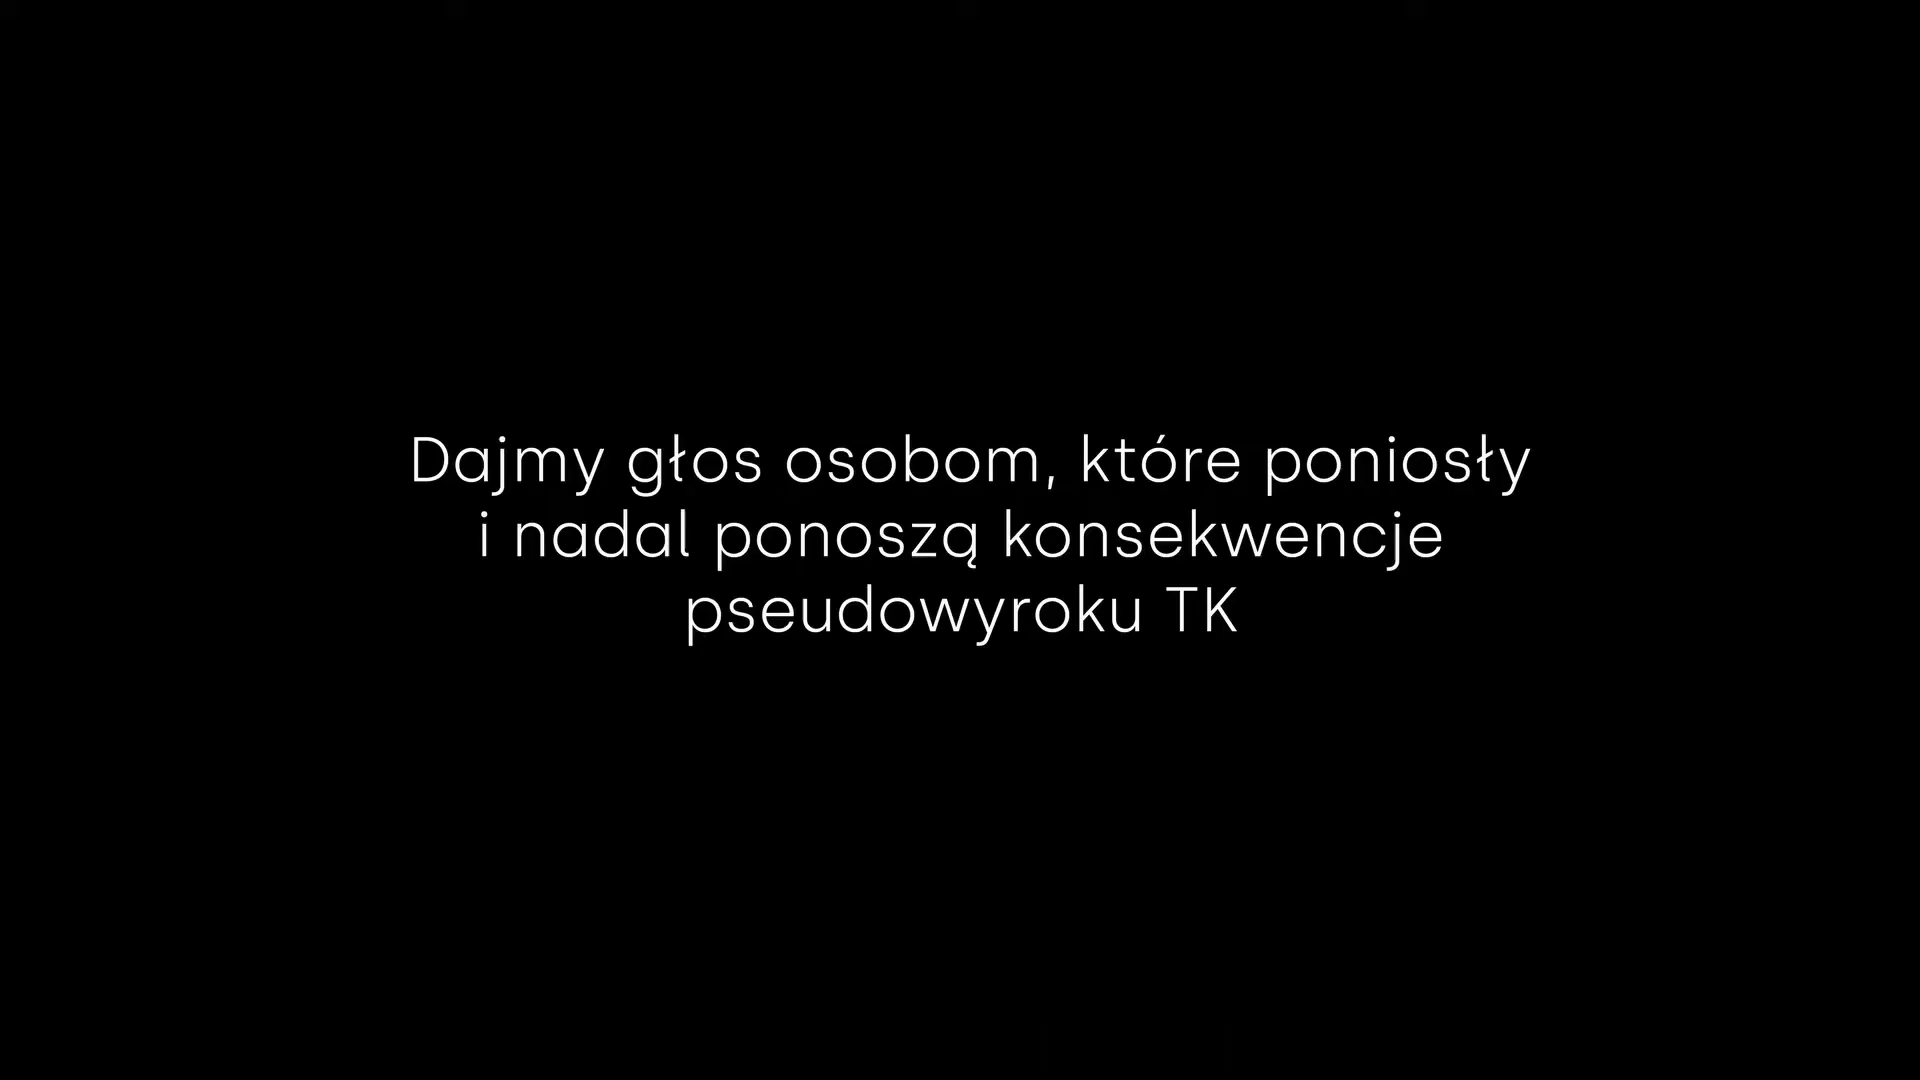 Dajmy głos osobom, które poniosły
i nadal ponoszą konsekwencje
pseudowyroku TK